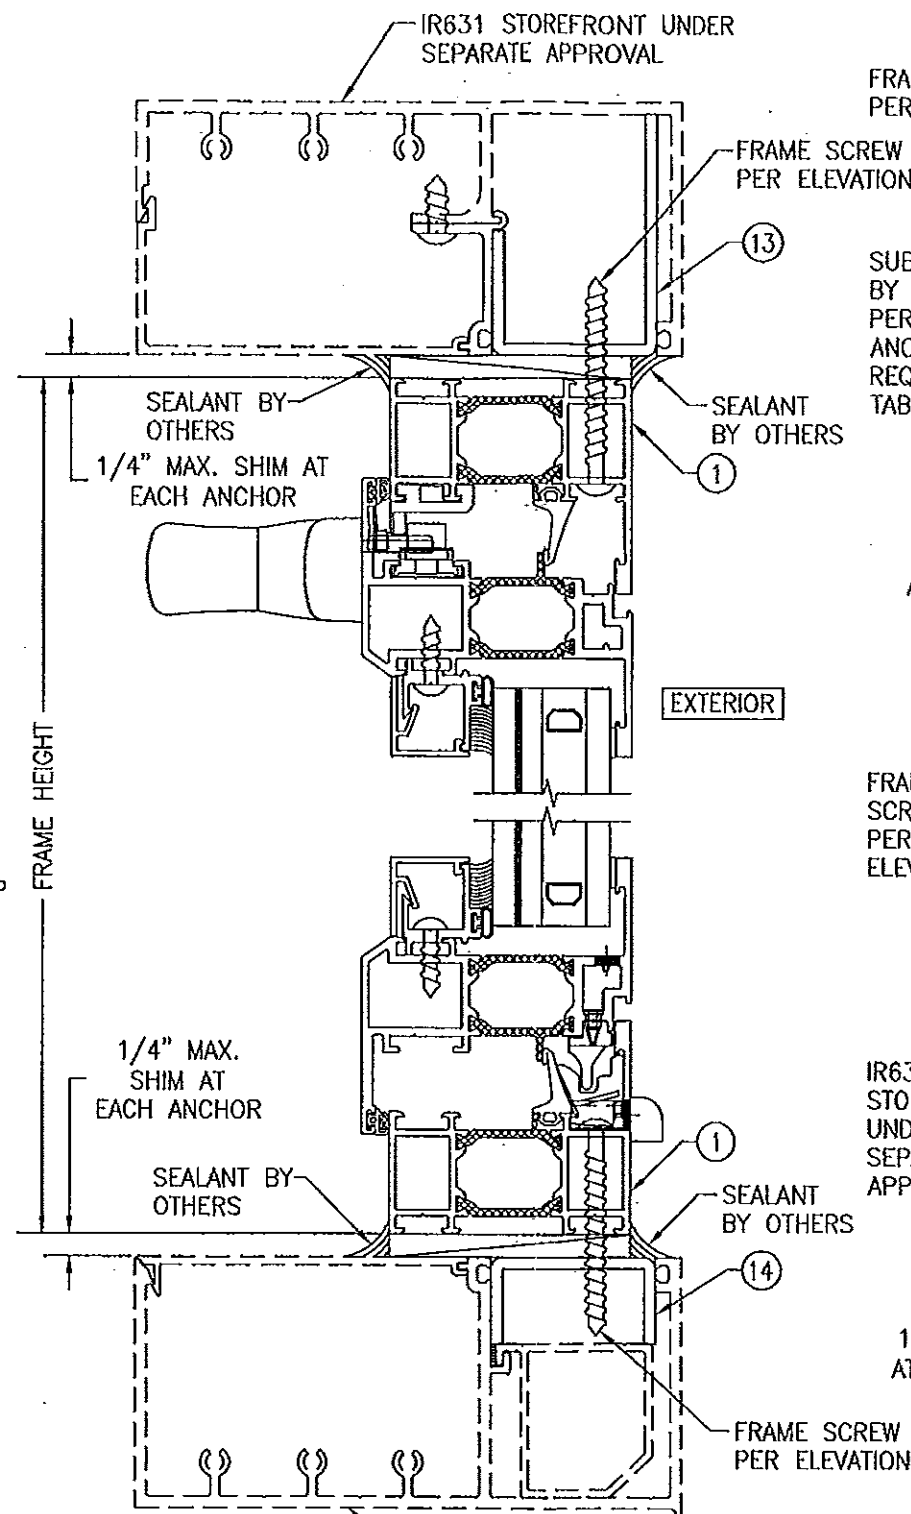 IR631 STOREFRONT UNDER
SEPARATE APPROVAL
FRA
PER
FRAME SCREW
PER ELEVATION
13
SUB
BY
PER
ANC
REQ
TAB
SEALANT BY
OTHERS
SEALANT
BY OTHERS
1/4" MAX. SHIM AT
EACH ANCHOR
1
A
EXTERIOR
FRAME HEIGHT
FRA
SCR
PER
ELEV
1/4" MAX.
SHIM AT
EACH ANCHOR
IR63
STO
UND
SEP
APP
1
SEALANT BY
OTHERS
SEALANT
BY OTHERS
14
1
AT
FRAME SCREW
PER ELEVATION